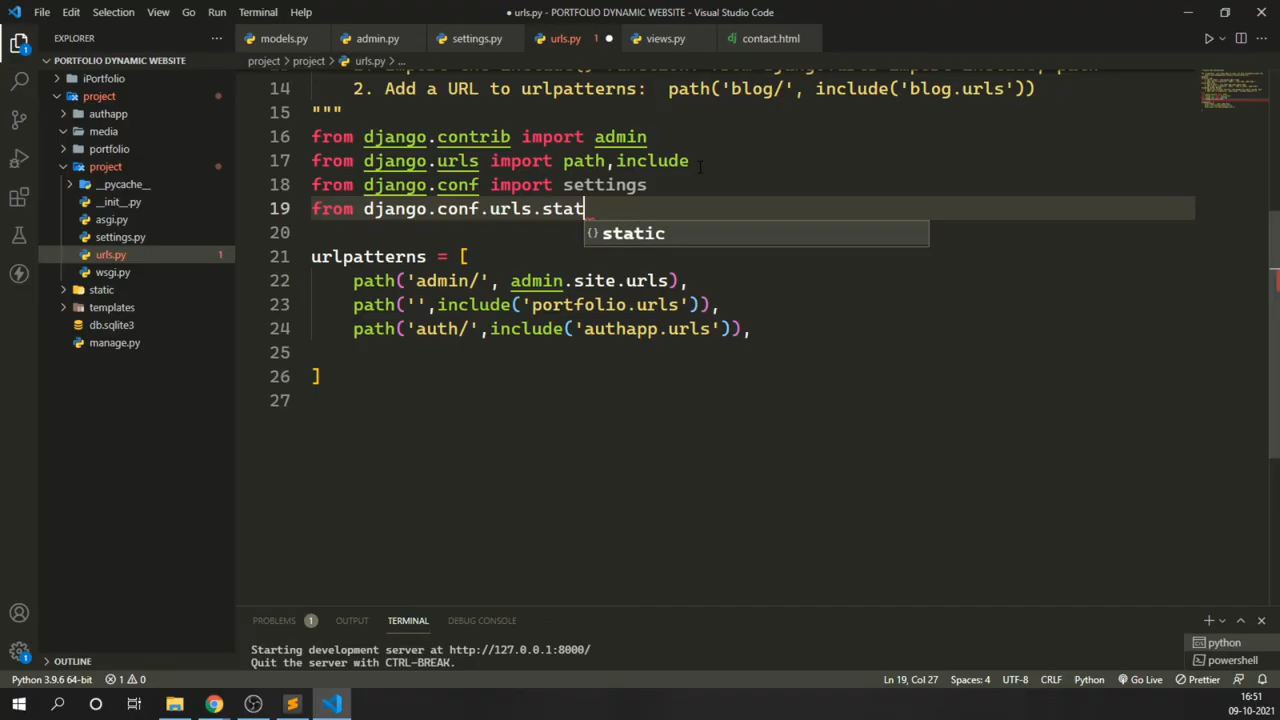 File Edit Selection View Go Run Terminal Help
● urls.py - PORTFOLIO DYNAMIC WEBSITE - Visual Studio Code
EXPLORER ···
models.py admin.py settings.py urls.py 1 ● views.py dj contact.html
PORTFOLIO DYNAMIC WEBSITE
project > project > urls.py > ...
iPortfolio
project
authapp
media
portfolio
project
__pycache__
__init__.py
asgi.py
settings.py
urls.py 1
wsgi.py
static
templates
db.sqlite3
manage.py
14 2. Add a URL to urlpatterns: path('blog/', include('blog.urls'))
15 """
16 from django.contrib import admin
17 from django.urls import path,include
18 from django.conf import settings
19 from django.conf.urls.stat
{} static
20
21 urlpatterns = [
22 path('admin/', admin.site.urls),
23 path('',include('portfolio.urls')),
24 path('auth/',include('authapp.urls')),
25
26 ]
27
PROBLEMS 1 OUTPUT TERMINAL DEBUG CONSOLE
Starting development server at http://127.0.0.1:8000/
Quit the server with CTRL-BREAK.
python
powershell
OUTLINE
Python 3.9.6 64-bit 1 0 Ln 19, Col 27 Spaces: 4 UTF-8 CRLF Python Go Live Prettier
16:51
09-10-2021